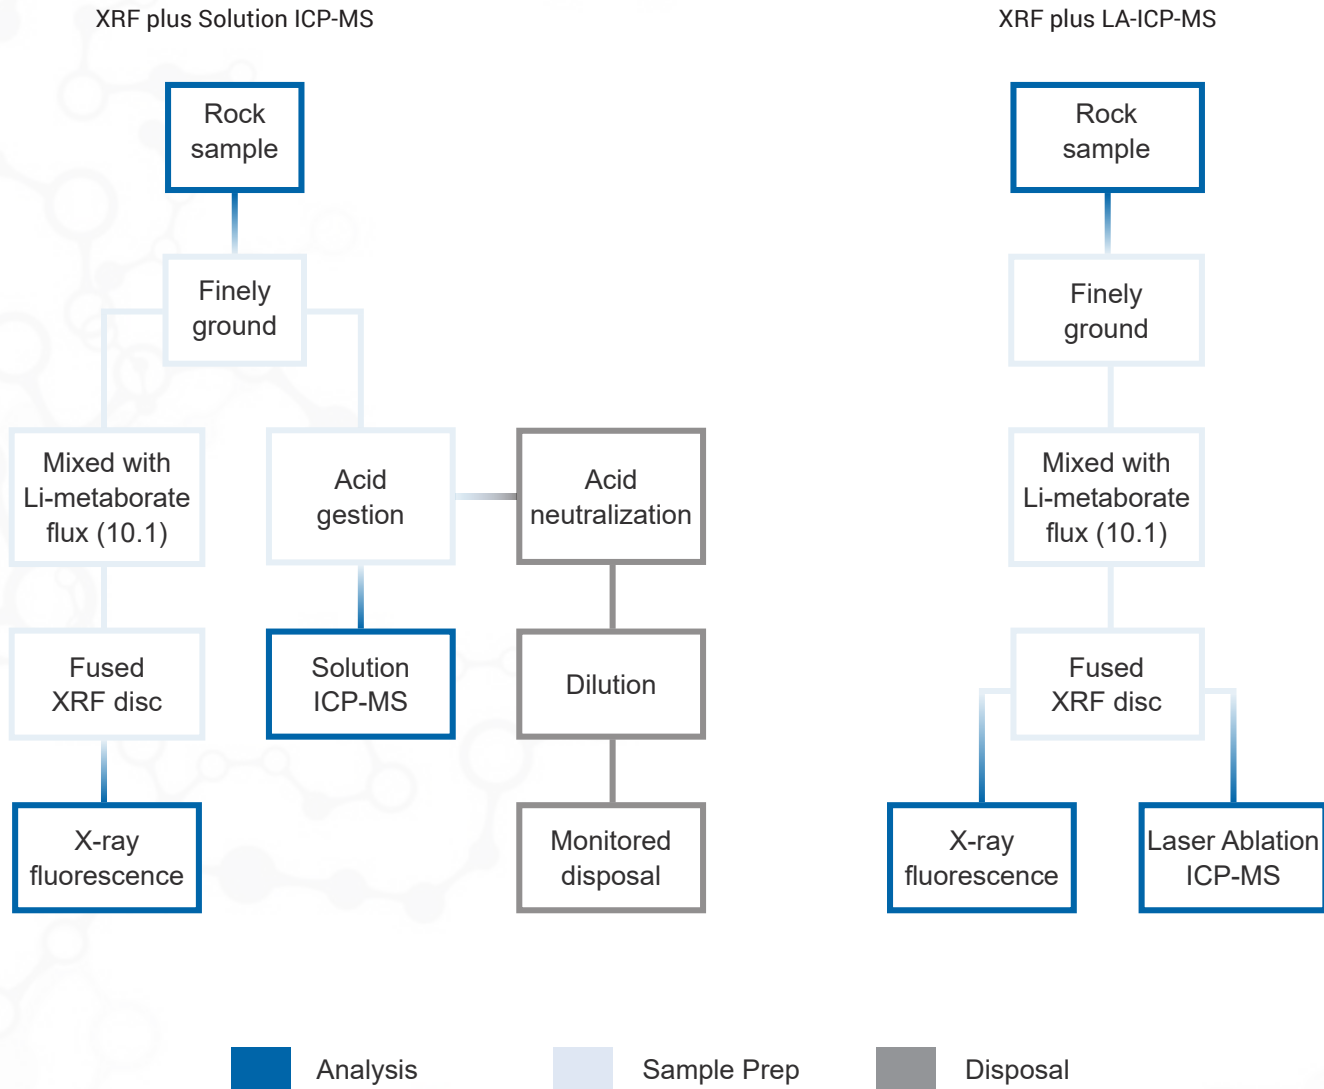 XRF plus Solution ICP-MS
Rock
sample
Finely
ground
Mixed with
Li-metaborate
flux (10.1)
Acid
gestion
Acid
neutralization
Fused
XRF disc
Solution
ICP-MS
Dilution
X-ray
fluorescence
Monitored
disposal
XRF plus LA-ICP-MS
Rock
sample
Finely
ground
Mixed with
Li-metaborate
flux (10.1)
Fused
XRF disc
X-ray
fluorescence
Laser Ablation
ICP-MS
Analysis
Sample Prep
Disposal